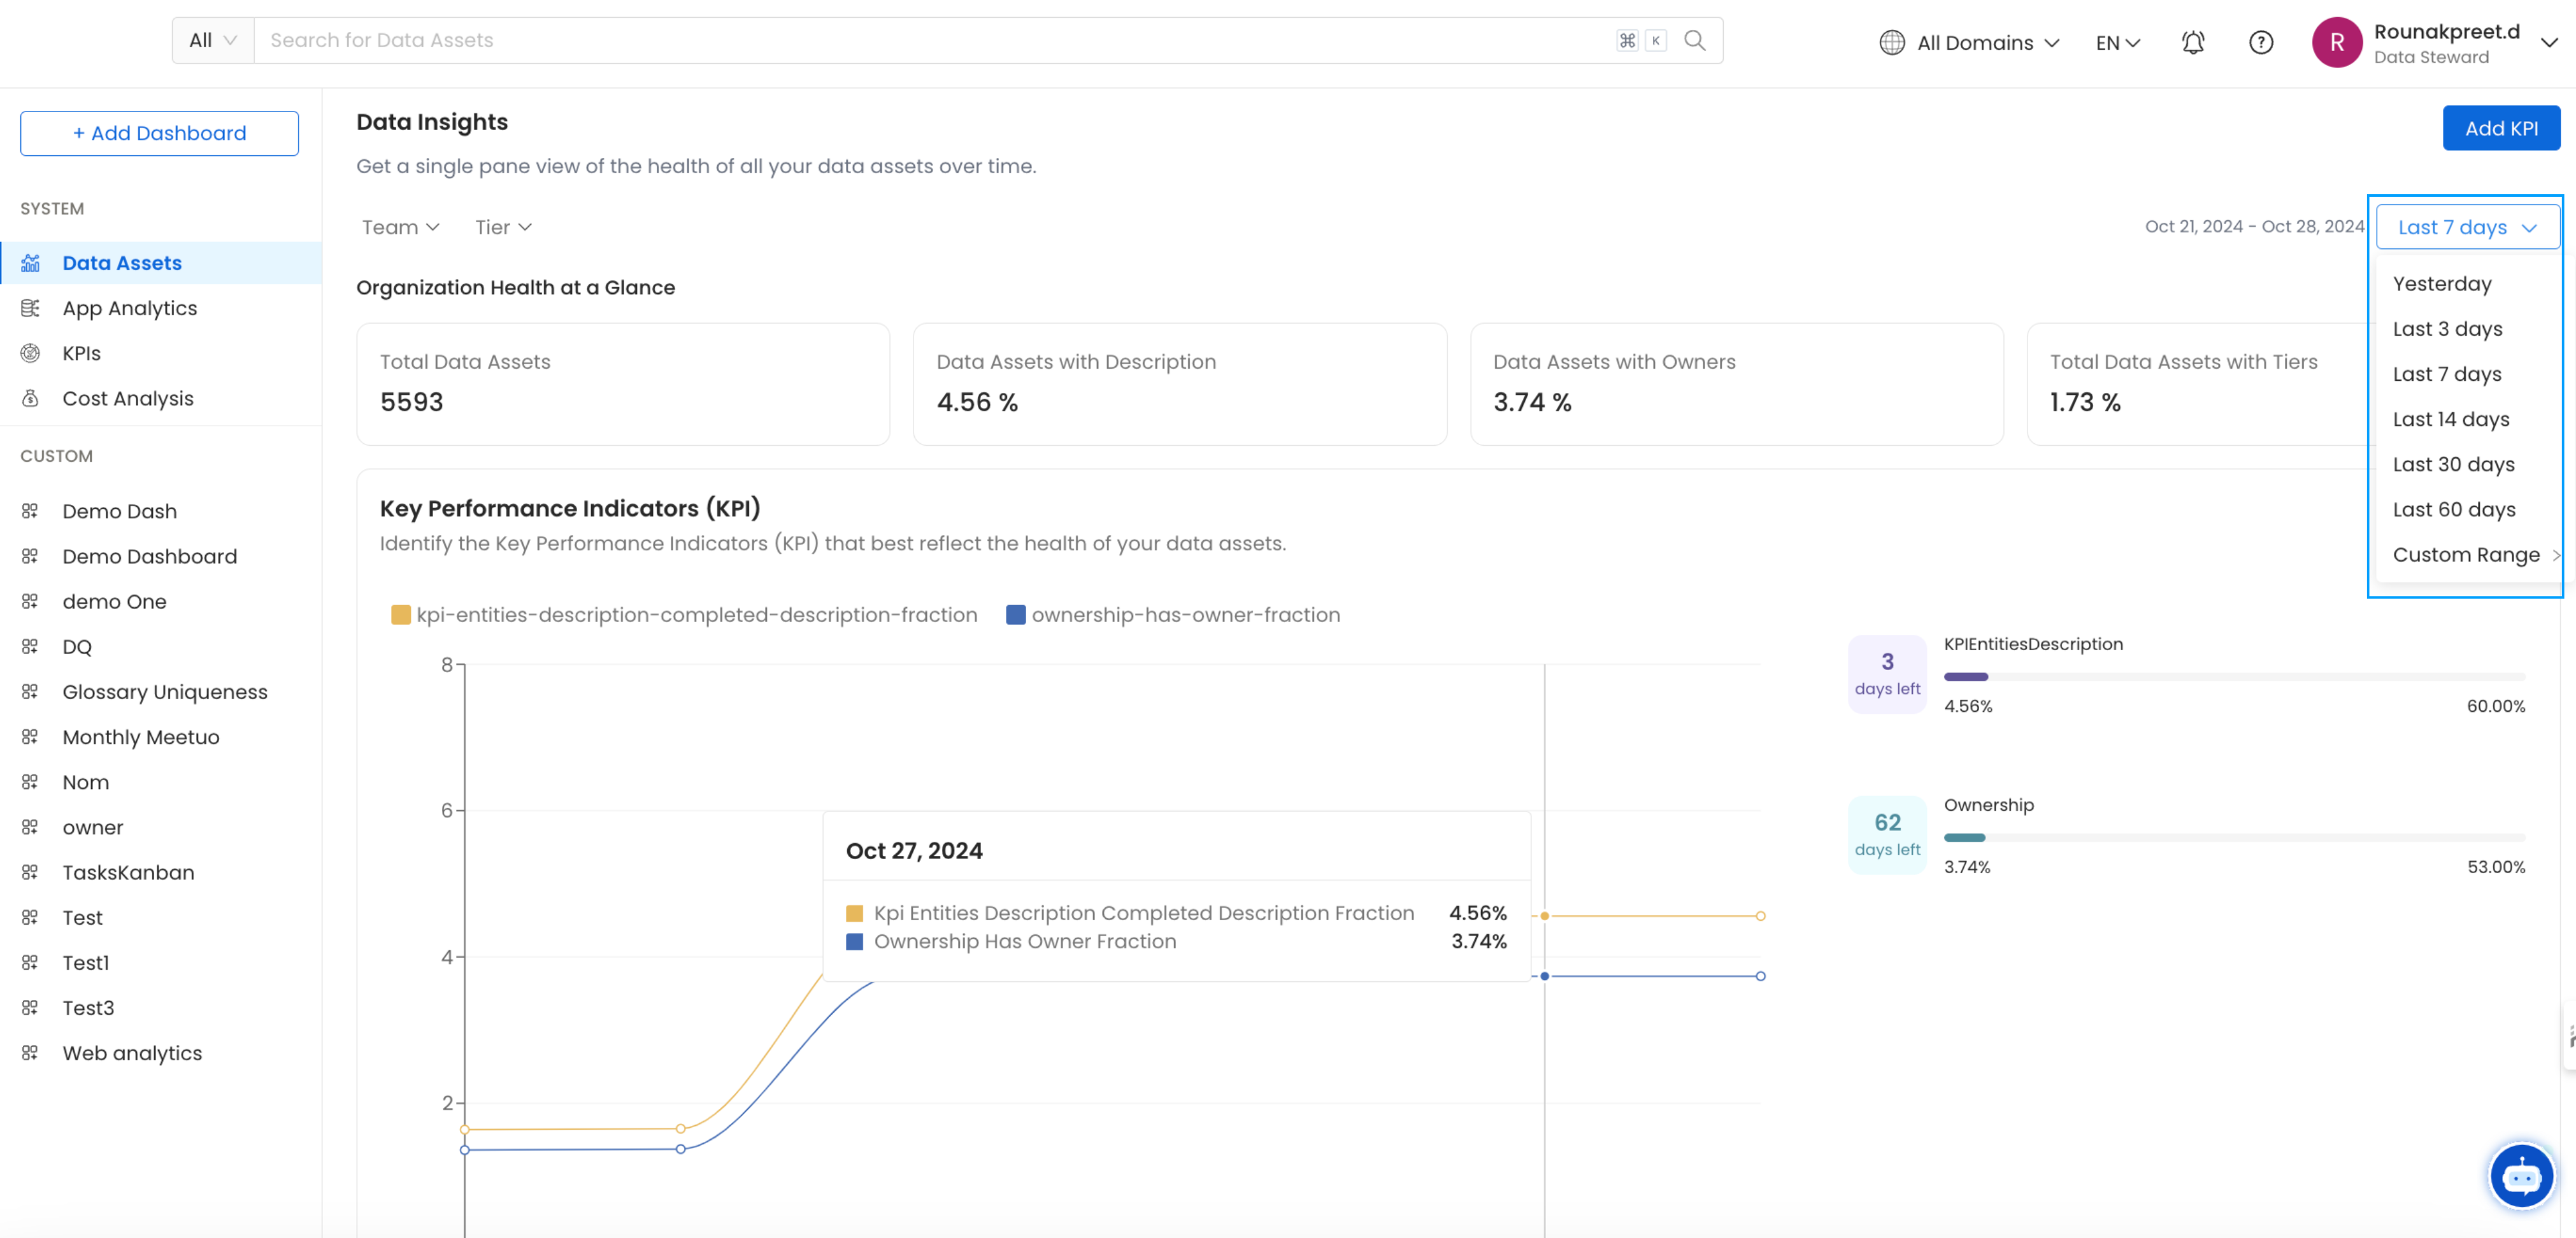 All
Search for Data Assets
⌘ K
All Domains
EN
R
Rounakpreet.d
Data Steward
+ Add Dashboard
SYSTEM
Data Assets
App Analytics
KPIs
Cost Analysis
CUSTOM
Demo Dash
Demo Dashboard
demo One
DQ
Glossary Uniqueness
Monthly Meetuo
Nom
owner
TasksKanban
Test
Test1
Test3
Web analytics
Data Insights
Add KPI
Get a single pane view of the health of all your data assets over time.
Team Tier
Oct 21, 2024 - Oct 28, 2024
Last 7 days
Yesterday
Last 3 days
Last 7 days
Last 14 days
Last 30 days
Last 60 days
Custom Range
Organization Health at a Glance
Total Data Assets
5593
Data Assets with Description
4.56 %
Data Assets with Owners
3.74 %
Total Data Assets with Tiers
1.73 %
Key Performance Indicators (KPI)
Identify the Key Performance Indicators (KPI) that best reflect the health of your data assets.
kpi-entities-description-completed-description-fraction ownership-has-owner-fraction
8
6
4
2
Oct 27, 2024
Kpi Entities Description Completed Description Fraction 4.56%
Ownership Has Owner Fraction 3.74%
3
days left
KPIEntitiesDescription
4.56% 60.00%
62
days left
Ownership
3.74% 53.00%